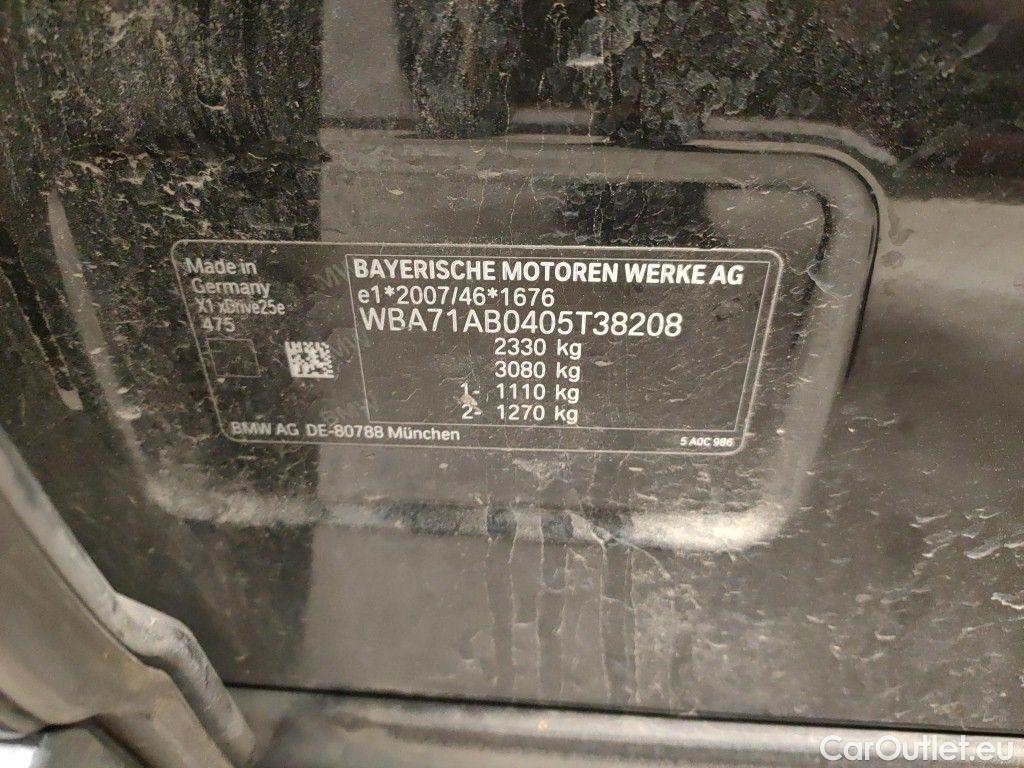 Made in
Germany
X1 xDrive25e
475
BAYERISCHE MOTOREN WERKE AG
e1*2007/46*1676
WBA71AB0405T38208
2330 kg
3080 kg
1- 1110 kg
2- 1270 kg
BMW AG DE-80788 München
5 A0C 986
CarOutlet.eu